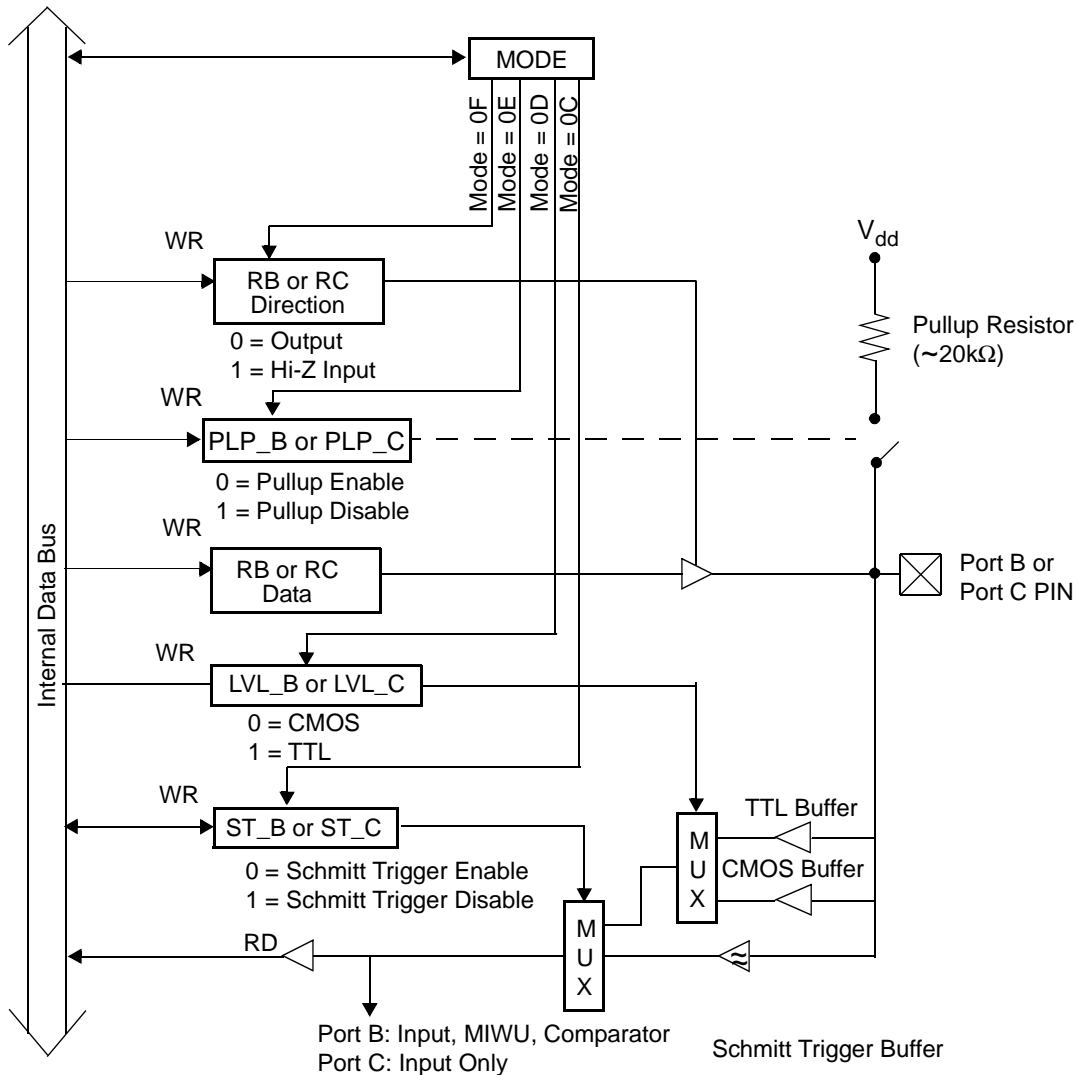 MODE
Mode = 0F
Mode = 0E
Mode = 0D
Mode = 0C
WR
RB or RC
Direction
0 = Output
1 = Hi-Z Input
Vdd
Pullup Resistor
(~20kΩ)
WR
PLP_B or PLP_C
0 = Pullup Enable
1 = Pullup Disable
WR
RB or RC
Data
Port B or
Port C PIN
Internal Data Bus
WR
LVL_B or LVL_C
0 = CMOS
1 = TTL
WR
ST_B or ST_C
0 = Schmitt Trigger Enable
1 = Schmitt Trigger Disable
TTL Buffer
MUX
CMOS Buffer
RD
MUX
≈
Port B: Input, MIWU, Comparator
Port C: Input Only
Schmitt Trigger Buffer